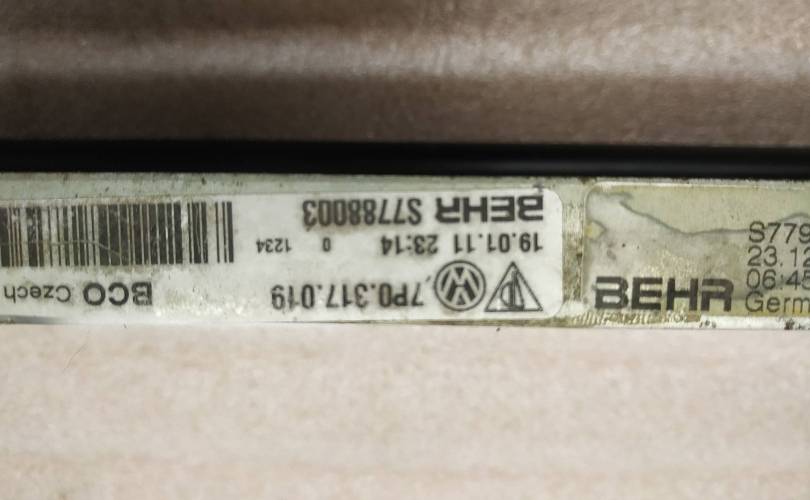 BEHR S7788003
19.01.11 23:14 0 1234
7P0.317.019
BCO Czech
BEHR
S779
23.12
06:43
Germ